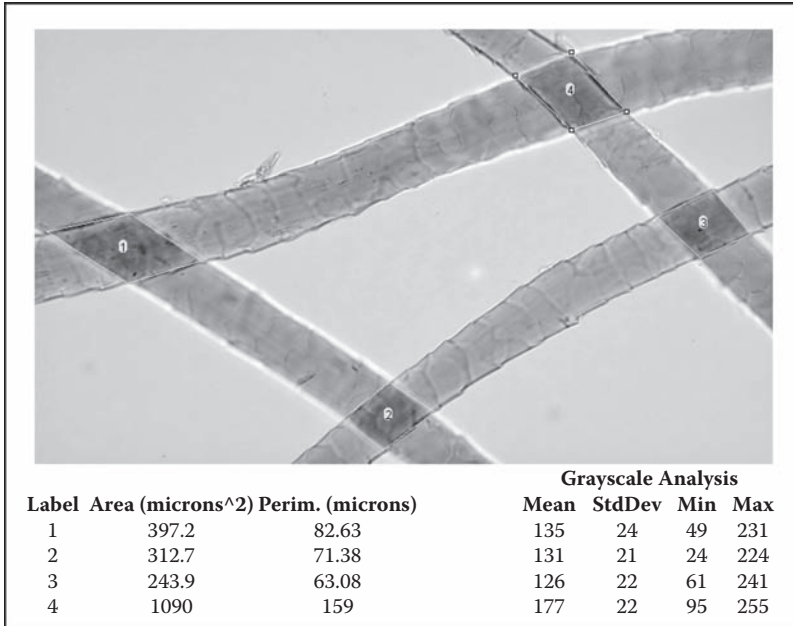 4
3
1
2
Grayscale Analysis
Label Area (microns^2) Perim. (microns) Mean StdDev Min Max
1 397.2 82.63 135 24 49 231
2 312.7 71.38 131 21 24 224
3 243.9 63.08 126 22 61 241
4 1090 159 177 22 95 255